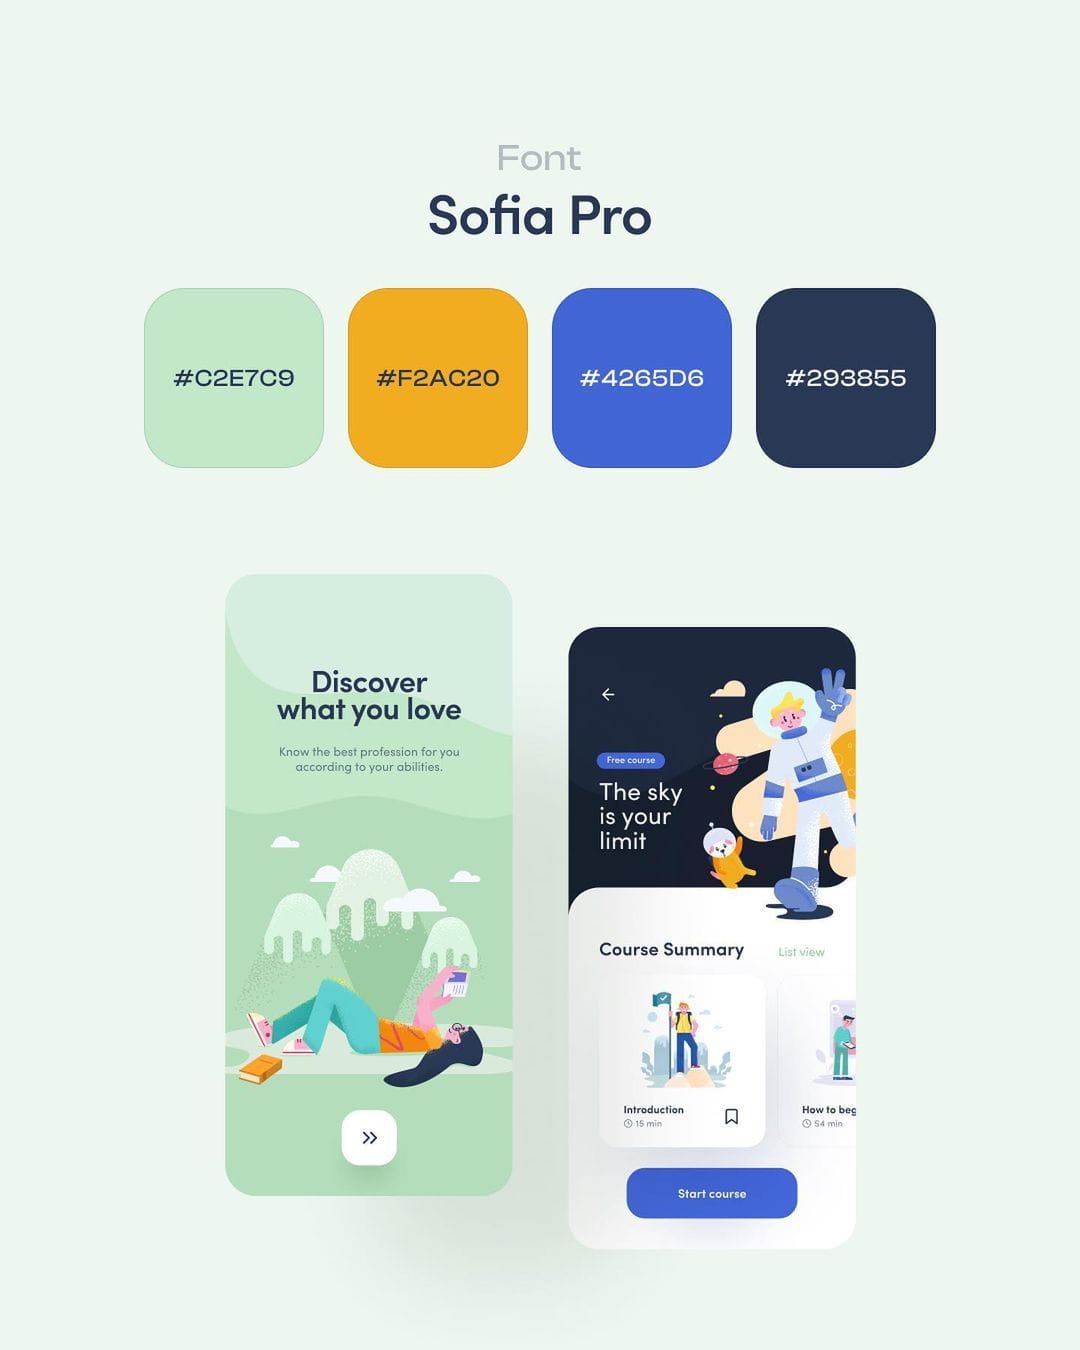 Font
Sofia Pro
#C2E7C9
#F2AC20
#4265D6
#293855
Discover
what you love
Know the best profession for you
according to your abilities.
Free course
The sky
is your
limit
Course Summary
List view
Introduction
15 min
How to beg
54 min
Start course